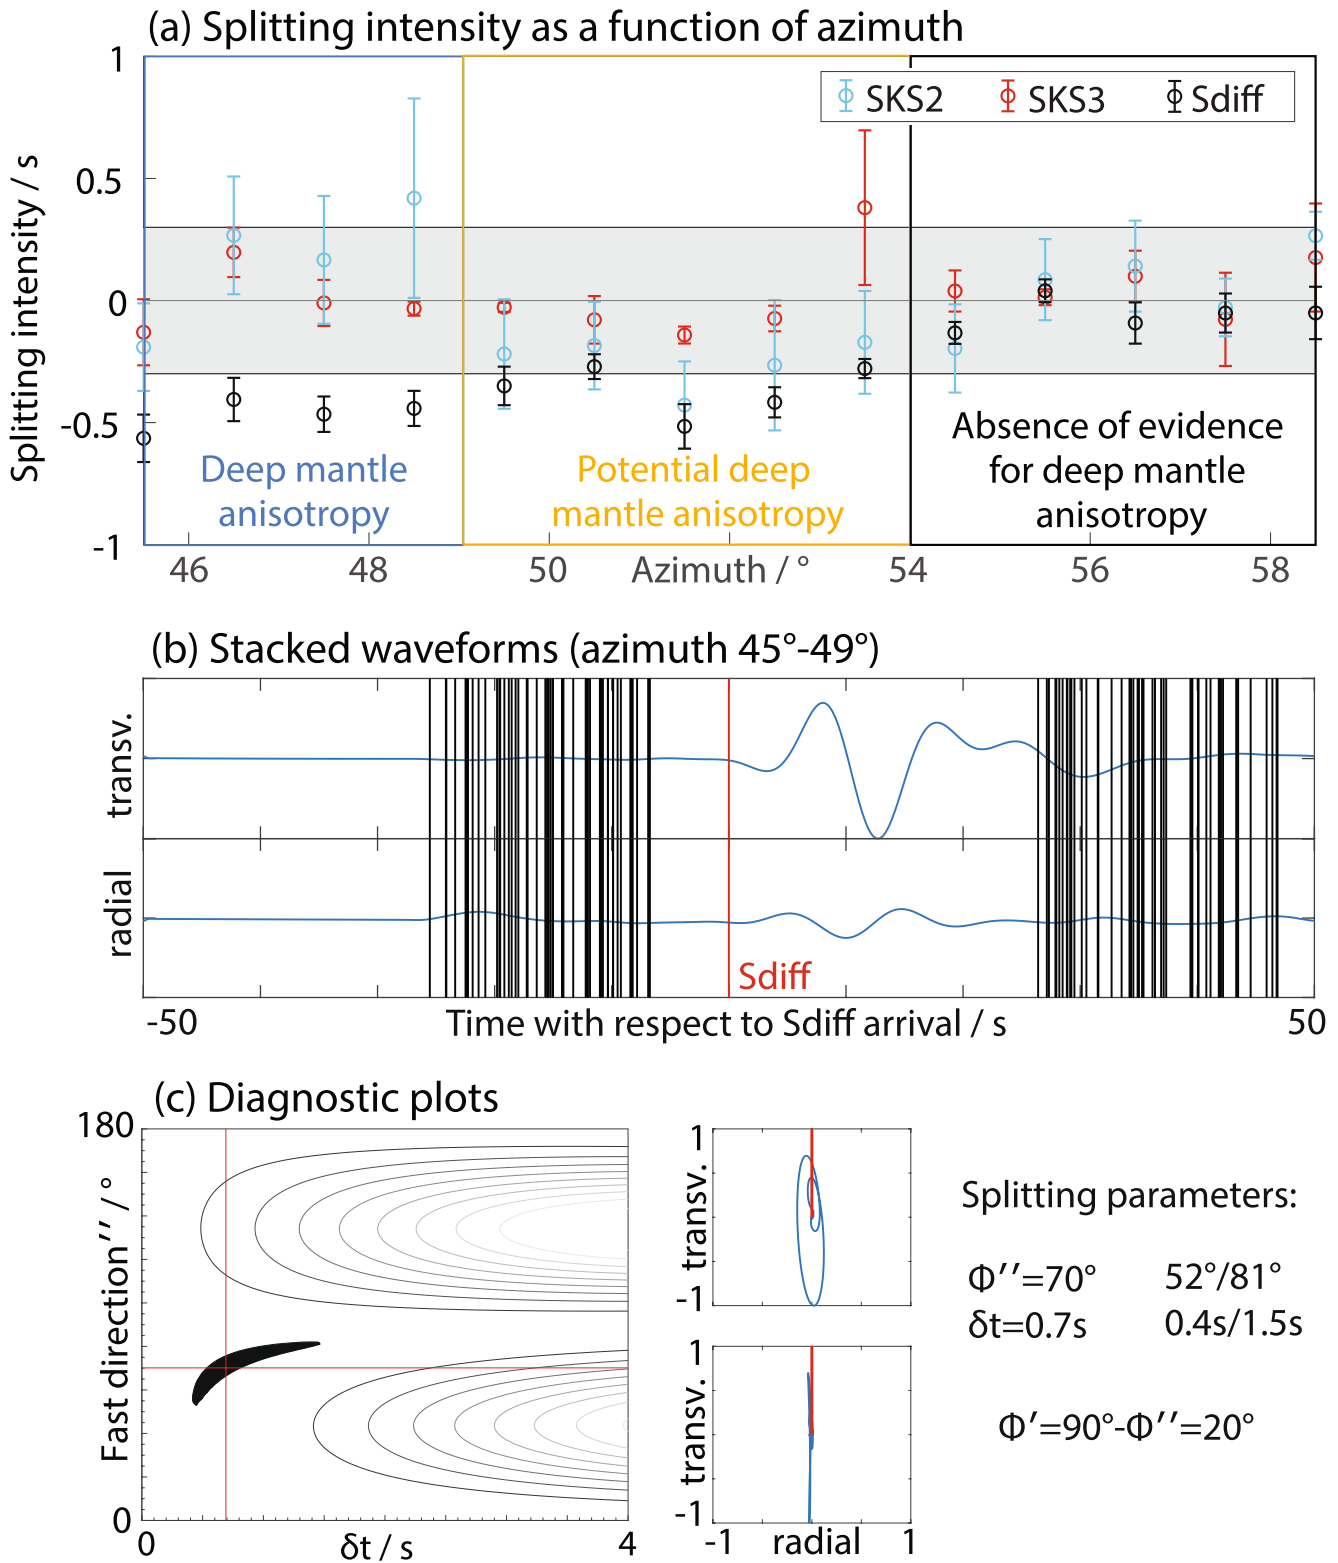 (a) Splitting intensity as a function of azimuth
Splitting intensity / s
1
0.5
0
-0.5
-1
SKS2
SKS3
Sdiff
Deep mantle
anisotropy
Potential deep
mantle anisotropy
Absence of evidence
for deep mantle
anisotropy
46
48
50
Azimuth / °
54
56
58
(b) Stacked waveforms (azimuth 45°-49°)
transv.
radial
Sdiff
-50
Time with respect to Sdiff arrival / s
50
(c) Diagnostic plots
180
Fast direction′′ / °
0
0
δt / s
4
1
transv.
-1
1
transv.
-1
-1
radial
1
Splitting parameters:
Φ′′=70° 52°/81°
δt=0.7s 0.4s/1.5s
Φ′=90°-Φ′′=20°